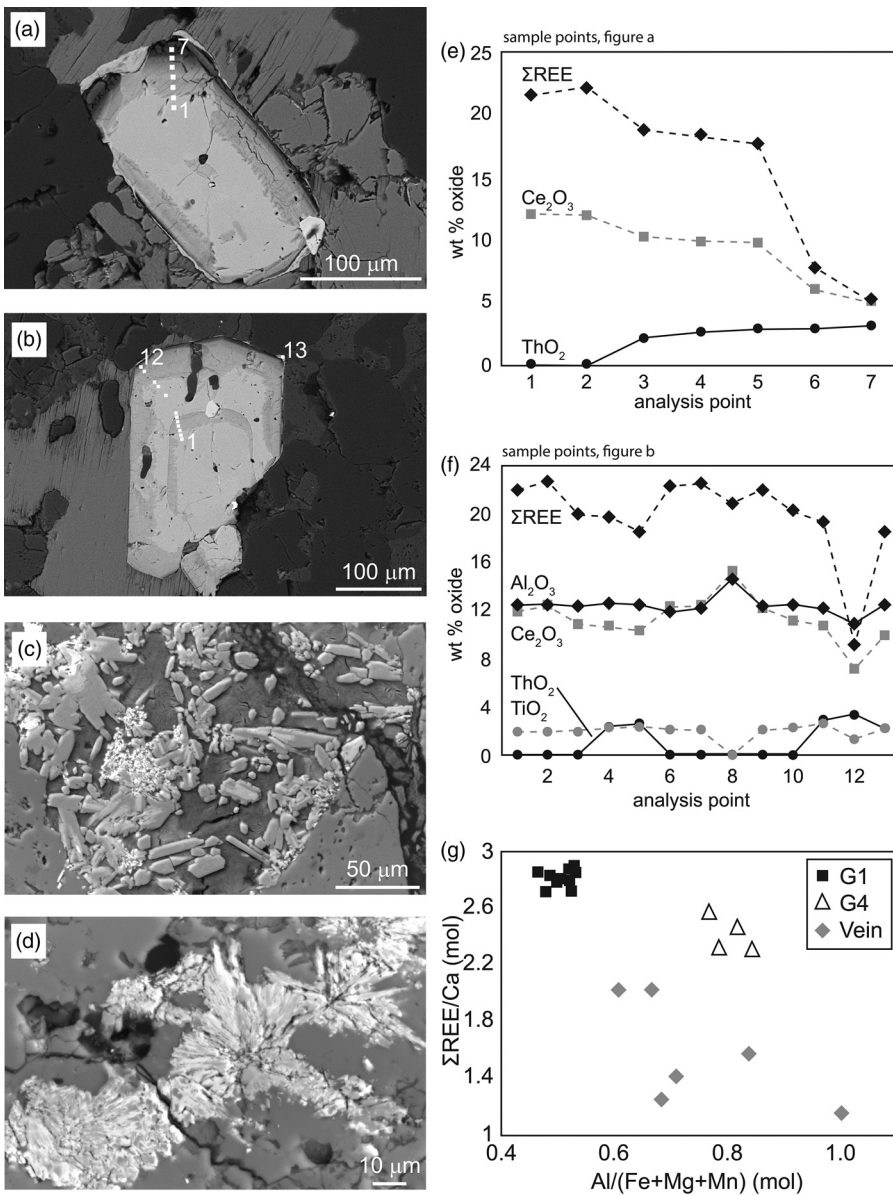 (a)
7
1
100 μm
(b)
12
13
1
100 μm
(c)
50 μm
(d)
10 μm
(e)
sample points, figure a
25
20
15
10
5
0
wt % oxide
ΣREE
Ce₂O₃
ThO₂
1 2 3 4 5 6 7
analysis point
(f)
sample points, figure b
24
20
16
12
8
4
0
wt % oxide
ΣREE
Al₂O₃
Ce₂O₃
ThO₂
TiO₂
2 4 6 8 10 12
analysis point
(g)
3
2.6
2.2
1.8
1.4
1
ΣREE/Ca (mol)
G1
G4
Vein
0.4 0.6 0.8 1.0
Al/(Fe+Mg+Mn) (mol)